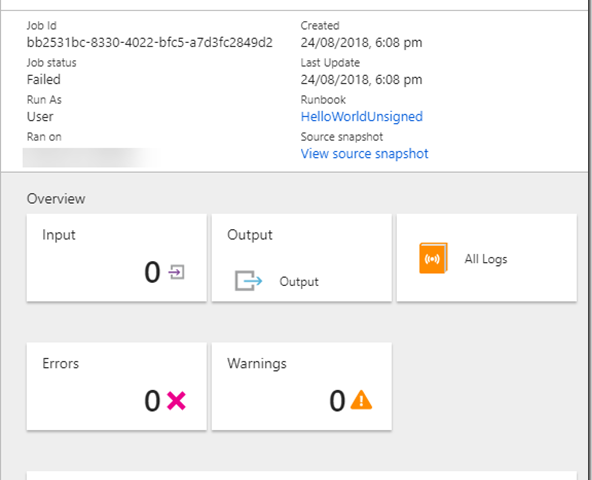 Job Id
bb2531bc-8330-4022-bfc5-a7d3fc2849d2
Job status
Failed
Run As
User
Ran on
Created
24/08/2018, 6:08 pm
Last Update
24/08/2018, 6:08 pm
Runbook
HelloWorldUnsigned
Source snapshot
View source snapshot
Overview
Input
0
Output
Output
All Logs
Errors
0
Warnings
0